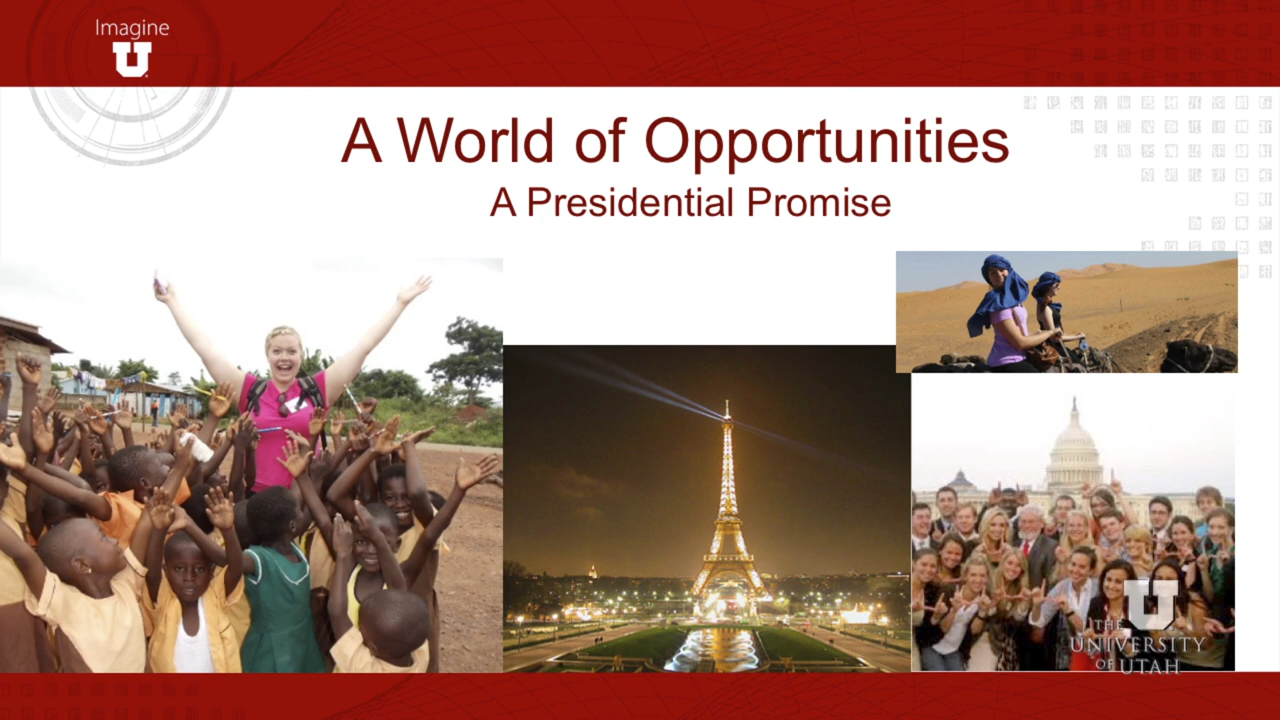 Imagine
U
A World of Opportunities
A Presidential Promise
U
THE
UNIVERSITY
OF UTAH